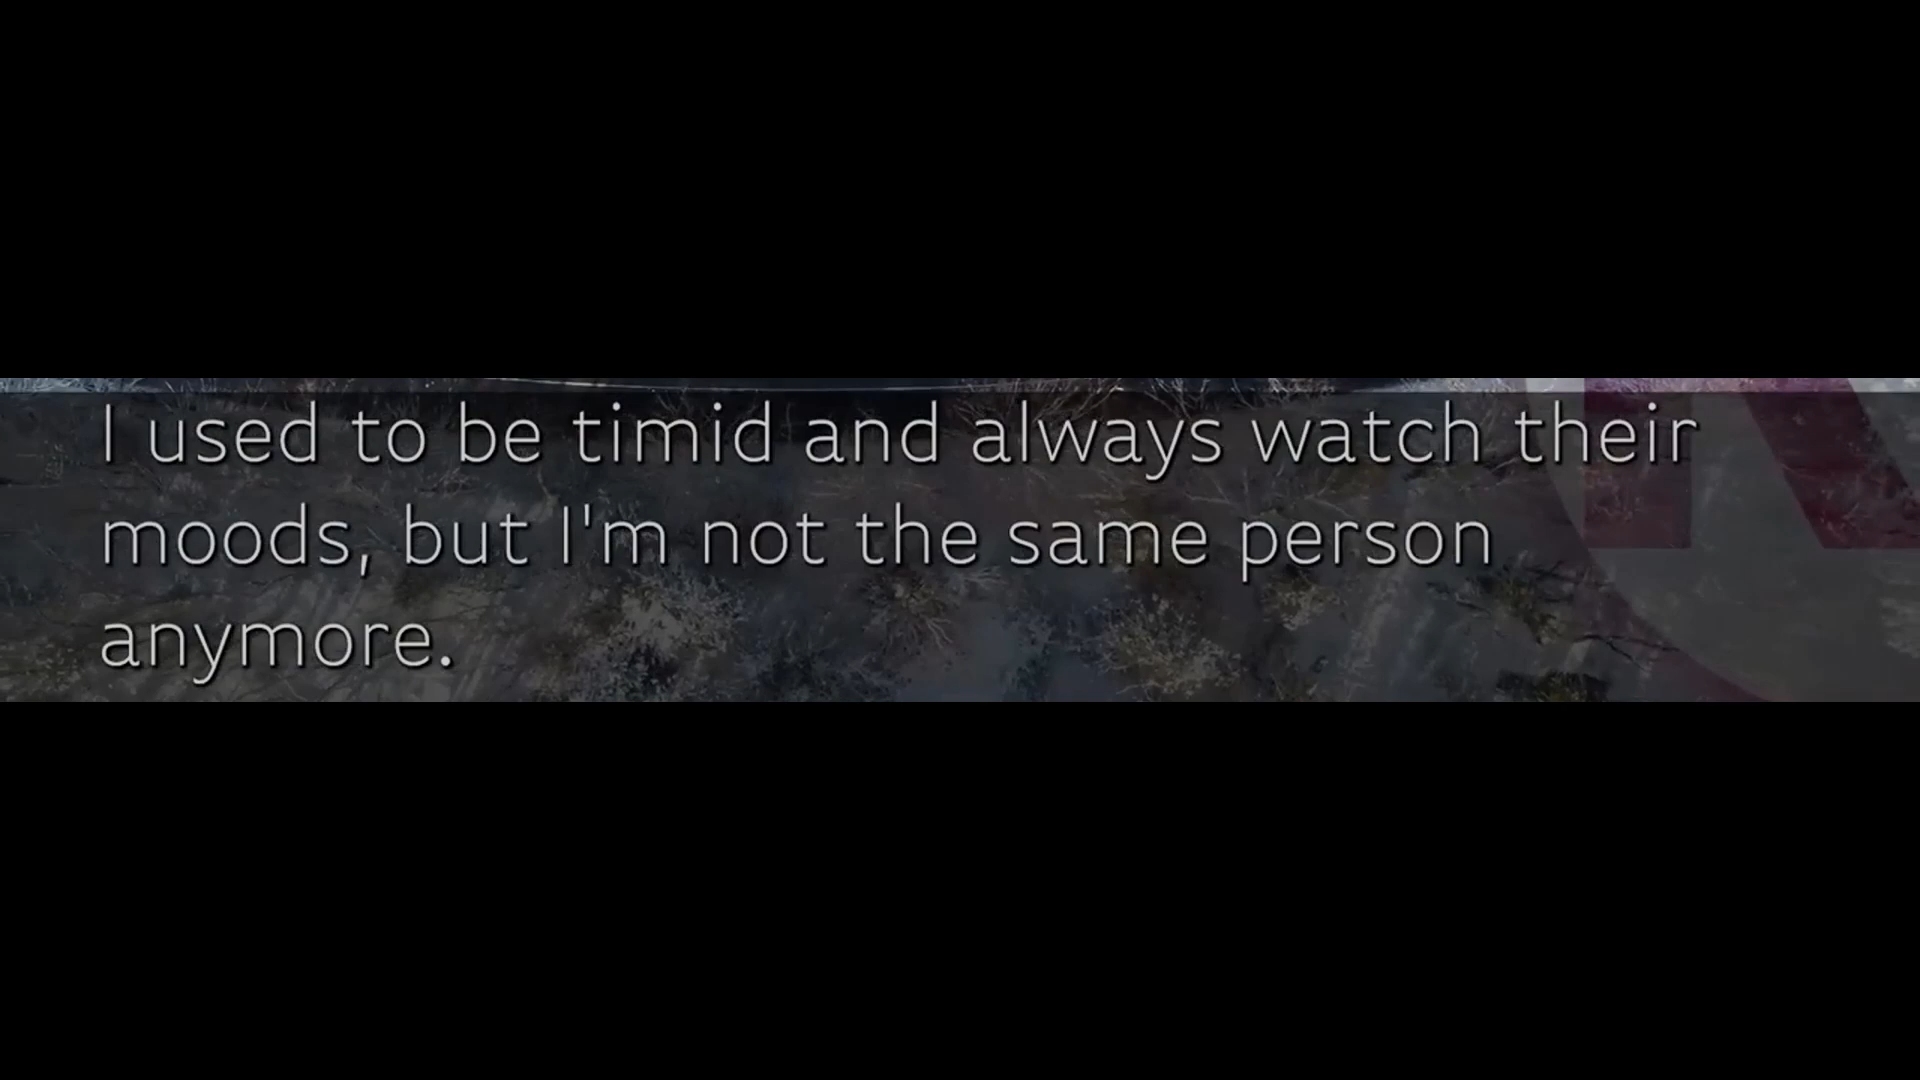 I used to be timid and always watch their
moods, but I'm not the same person
anymore.